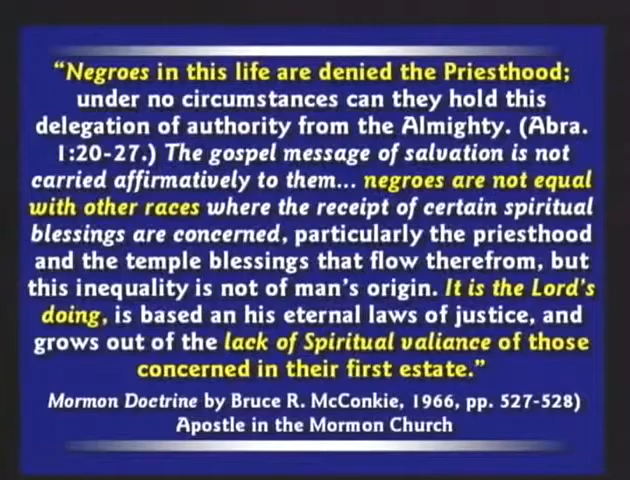 “Negroes in this life are denied the Priesthood;
under no circumstances can they hold this
delegation of authority from the Almighty. (Abra.
1:20-27.) The gospel message of salvation is not
carried affirmatively to them... negroes are not equal
with other races where the receipt of certain spiritual
blessings are concerned, particularly the priesthood
and the temple blessings that flow therefrom, but
this inequality is not of man's origin. It is the Lord's
doing, is based an his eternal laws of justice, and
grows out of the lack of Spiritual valiance of those
concerned in their first estate.”
Mormon Doctrine by Bruce R. McConkie, 1966, pp. 527-528)
Apostle in the Mormon Church